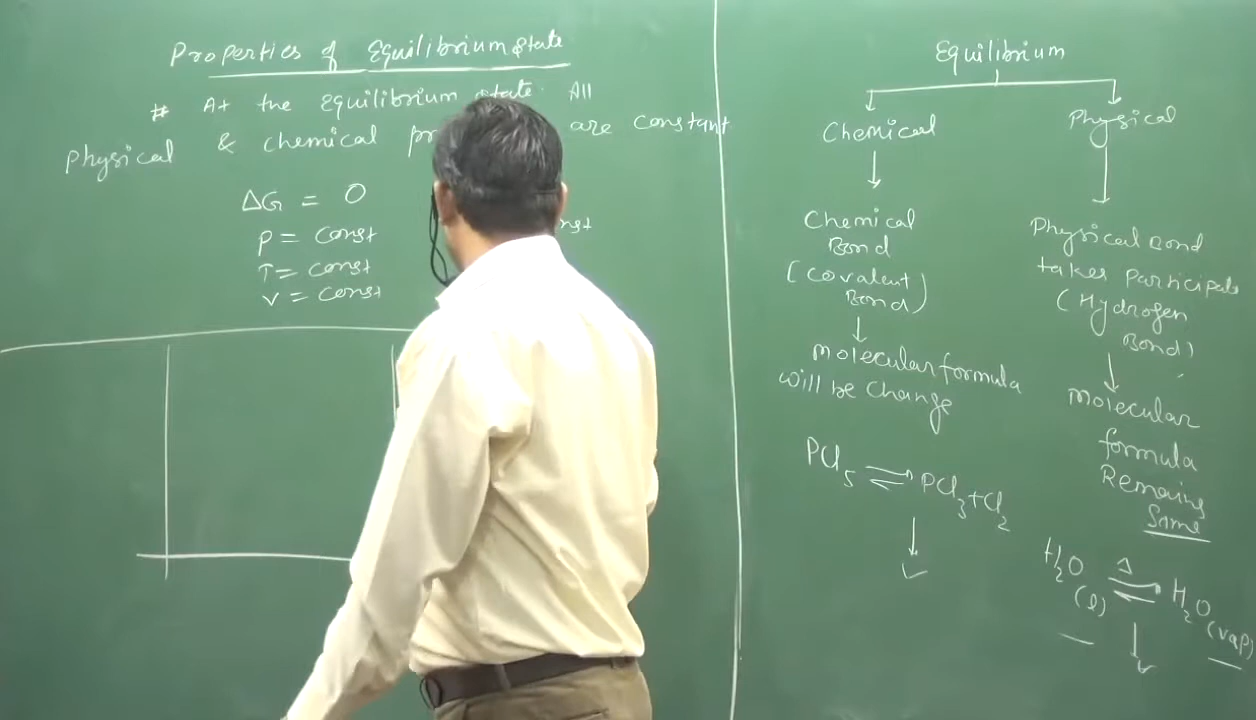 Properties of Equilibrium state
# At the equilibrium state. All
Physical & chemical are constant
ΔG = 0
P = const
T = const
V = const
Equilibrium
Chemical
Physical
Chemical
Bond
(Covalent
Bond)
Molecular formula
will be change
PCl5 ⇌ PCl3+Cl2
Physical Bond
takes participate
(Hydrogen
Bond)
Molecular
formula
Remains
Same
H2O ⇌ H2O
Δ
(l) (vap)